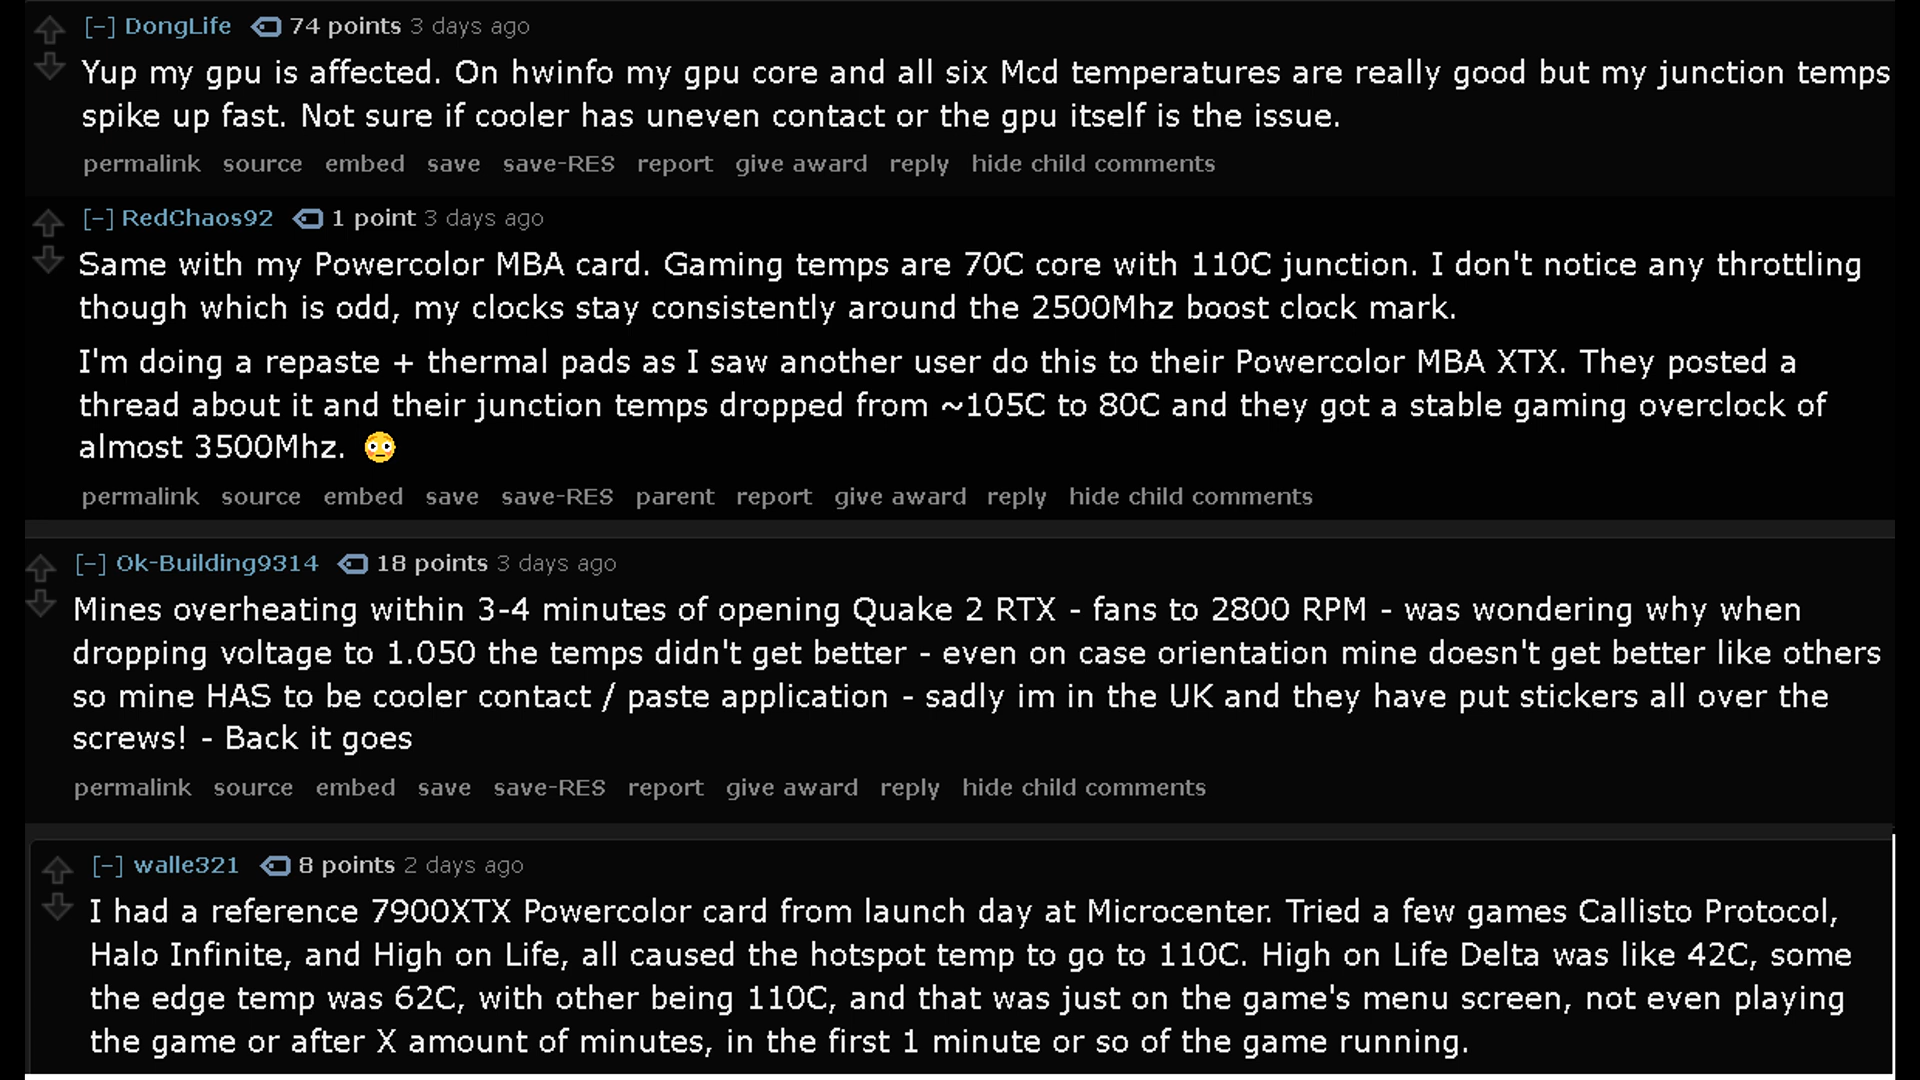 [–] DongLife 74 points 3 days ago
Yup my gpu is affected. On hwinfo my gpu core and all six Mcd temperatures are really good but my junction temps
spike up fast. Not sure if cooler has uneven contact or the gpu itself is the issue.
permalink source embed save save-RES report give award reply hide child comments
[–] RedChaos92 1 point 3 days ago
Same with my Powercolor MBA card. Gaming temps are 70C core with 110C junction. I don't notice any throttling
though which is odd, my clocks stay consistently around the 2500Mhz boost clock mark.
I'm doing a repaste + thermal pads as I saw another user do this to their Powercolor MBA XTX. They posted a
thread about it and their junction temps dropped from ~105C to 80C and they got a stable gaming overclock of
almost 3500Mhz. 😳
permalink source embed save save-RES parent report give award reply hide child comments
[–] Ok-Building9314 18 points 3 days ago
Mines overheating within 3-4 minutes of opening Quake 2 RTX - fans to 2800 RPM - was wondering why when
dropping voltage to 1.050 the temps didn't get better - even on case orientation mine doesn't get better like others
so mine HAS to be cooler contact / paste application - sadly im in the UK and they have put stickers all over the
screws! - Back it goes
permalink source embed save save-RES report give award reply hide child comments
[–] walle321 8 points 2 days ago
I had a reference 7900XTX Powercolor card from launch day at Microcenter. Tried a few games Callisto Protocol,
Halo Infinite, and High on Life, all caused the hotspot temp to go to 110C. High on Life Delta was like 42C, some
the edge temp was 62C, with other being 110C, and that was just on the game's menu screen, not even playing
the game or after X amount of minutes, in the first 1 minute or so of the game running.